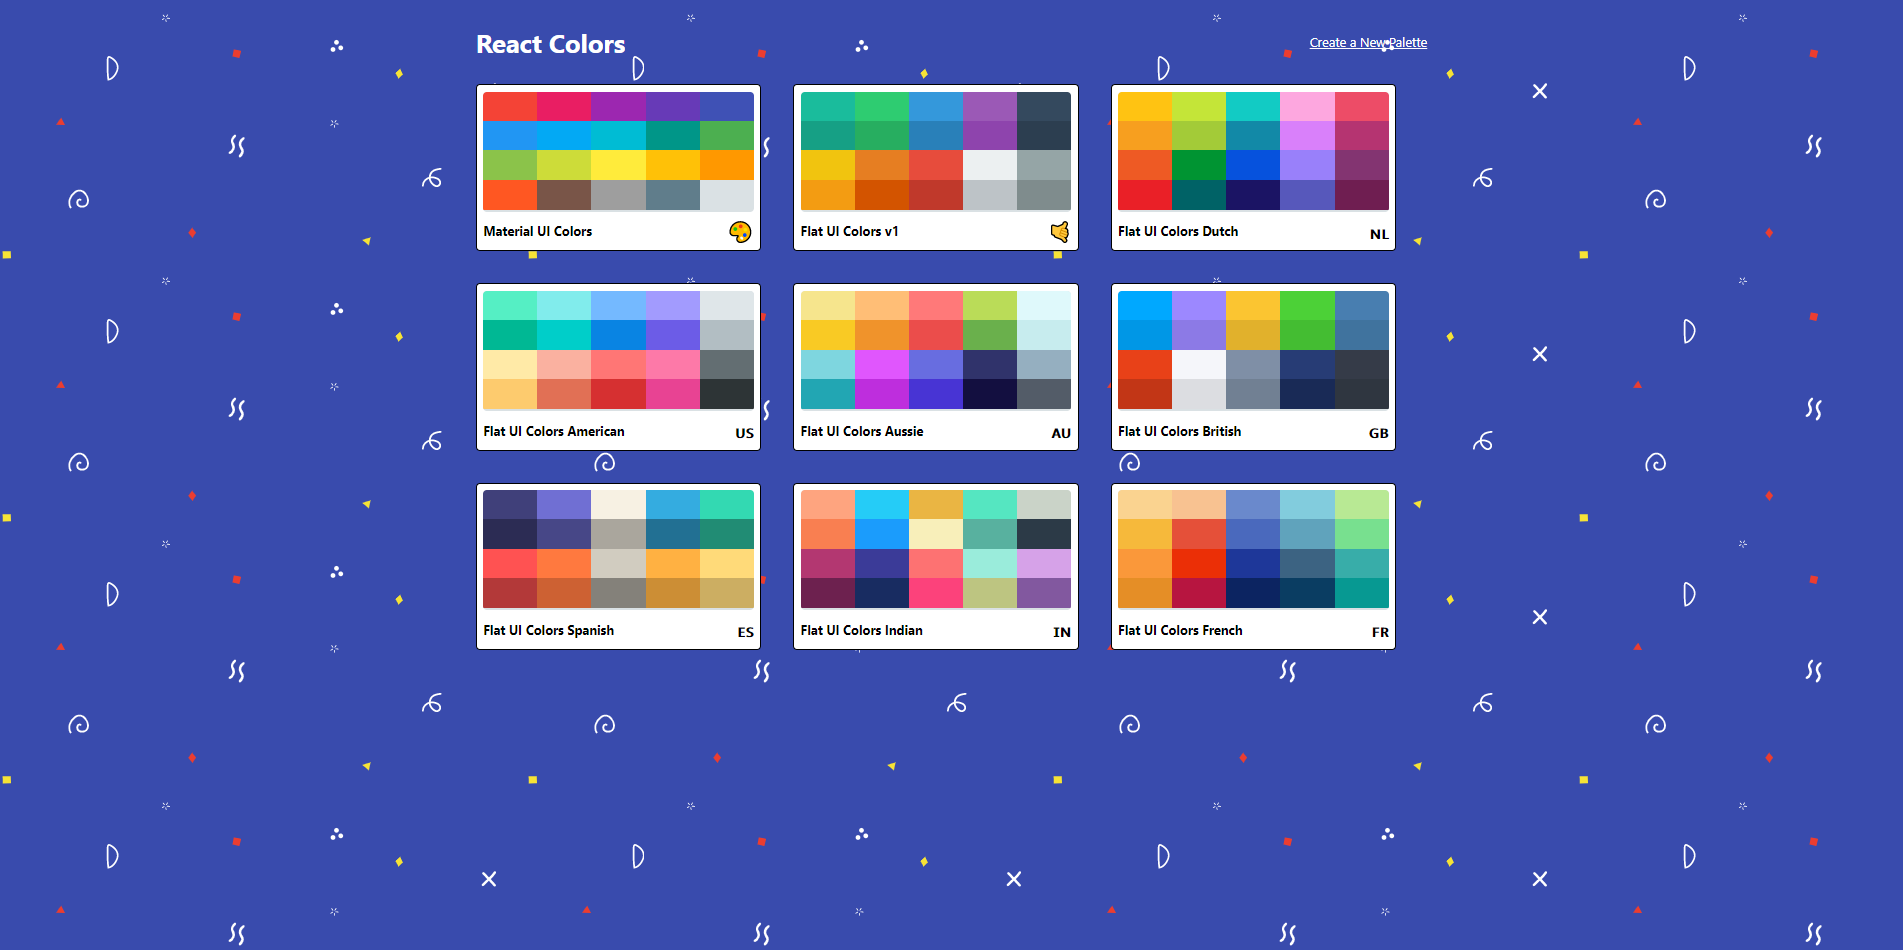 React Colors
Create a New Palette
Material UI Colors
Flat UI Colors v1
Flat UI Colors Dutch NL
Flat UI Colors American US
Flat UI Colors Aussie AU
Flat UI Colors British GB
Flat UI Colors Spanish ES
Flat UI Colors Indian IN
Flat UI Colors French FR